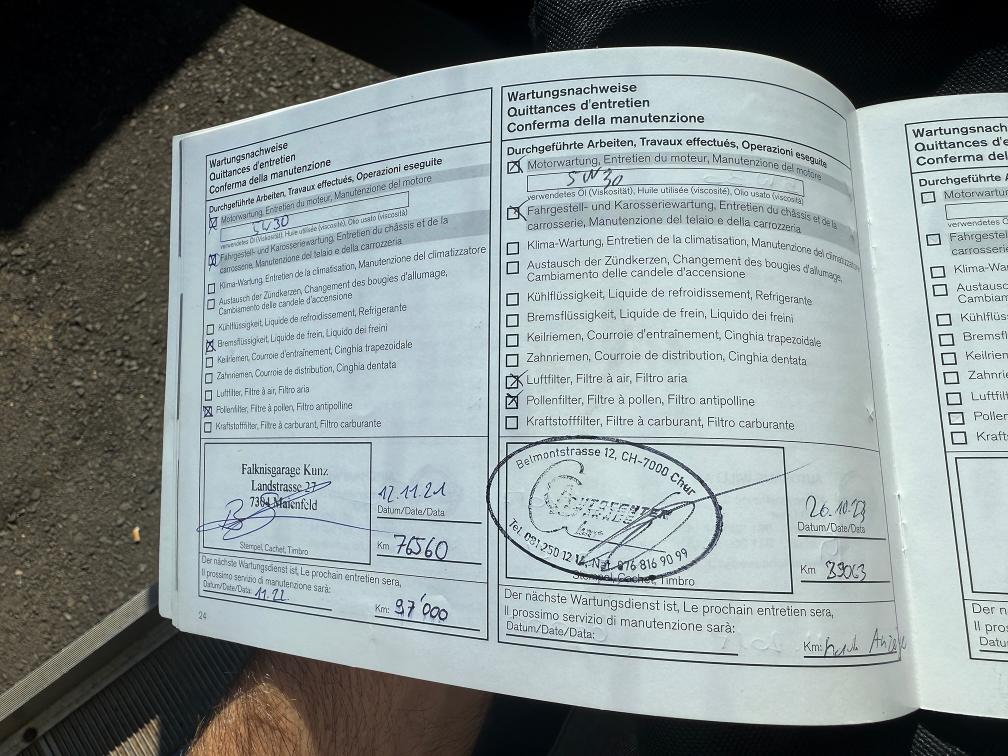 Wartungsnachweise
Quittances d'entretien
Conferma della manutenzione
Durchgeführte Arbeiten, Travaux effectués, Operazioni eseguite
Motorwartung, Entretien du moteur, Manutenzione del motore
5W30
verwendetes Öl (Viskosität), Huile utilisée (viscosité), Olio usato (viscosità)
Fahrgestell- und Karosseriewartung, Entretien du châssis et de la
carrosserie, Manutenzione del telaio e della carrozzeria
Klima-Wartung, Entretien de la climatisation, Manutenzione del climatizzatore
Austausch der Zündkerzen, Changement des bougies d'allumage,
Cambiamento delle candele d'accensione
Kühlflüssigkeit, Liquide de refroidissement, Refrigerante
Bremsflüssigkeit, Liquide de frein, Liquido dei freini
Keilriemen, Courroie d'entraînement, Cinghia trapezoidale
Zahnriemen, Courroie de distribution, Cinghia dentata
Luftfilter, Filtre à air, Filtro aria
Pollenfilter, Filtre à pollen, Filtro antipolline
Kraftstofffilter, Filtre à carburant, Filtro carburante
Falknisgarage Kunz
Landstrasse 27
7304 Maienfeld
Stempel, Cachet, Timbro
12.11.21
Datum/Date/Data
Km 76560
Der nächste Wartungsdienst ist, Le prochain entretien sera,
Il prossimo servizio di manutenzione sarà:
Datum/Date/Data: 11.22
Km: 97'000
24
Wartungsnachweise
Quittances d'entretien
Conferma della manutenzione
Durchgeführte Arbeiten, Travaux effectués, Operazioni eseguite
Motorwartung, Entretien du moteur, Manutenzione del motore
5W30
verwendetes Öl (Viskosität), Huile utilisée (viscosité), Olio usato (viscosità)
Fahrgestell- und Karosseriewartung, Entretien du châssis et de la
carrosserie, Manutenzione del telaio e della carrozzeria
Klima-Wartung, Entretien de la climatisation, Manutenzione del climatizzatore
Austausch der Zündkerzen, Changement des bougies d'allumage,
Cambiamento delle candele d'accensione
Kühlflüssigkeit, Liquide de refroidissement, Refrigerante
Bremsflüssigkeit, Liquide de frein, Liquido dei freini
Keilriemen, Courroie d'entraînement, Cinghia trapezoidale
Zahnriemen, Courroie de distribution, Cinghia dentata
Luftfilter, Filtre à air, Filtro aria
Pollenfilter, Filtre à pollen, Filtro antipolline
Kraftstofffilter, Filtre à carburant, Filtro carburante
Belmontstrasse 12, CH-7000 Chur
Tel. 081 250 12 14, Nat. 076 816 90 99
Stempel, Cachet, Timbro
26.10.23
Datum/Date/Data
Km 89013
Der nächste Wartungsdienst ist, Le prochain entretien sera,
Il prossimo servizio di manutenzione sarà:
Datum/Date/Data:
Km:
Wartungsnach
Quittances d'e
Conferma della
Durchgeführte A
Motorwartung
Fahrgestell
carrosserie
Klima-Wart
Austausch
Cambiam
Kühlflüss
Bremsfl
Keilrien
Zahnrie
Luftfilt
Pollen
Kraft
Der n
Il pros
Datu